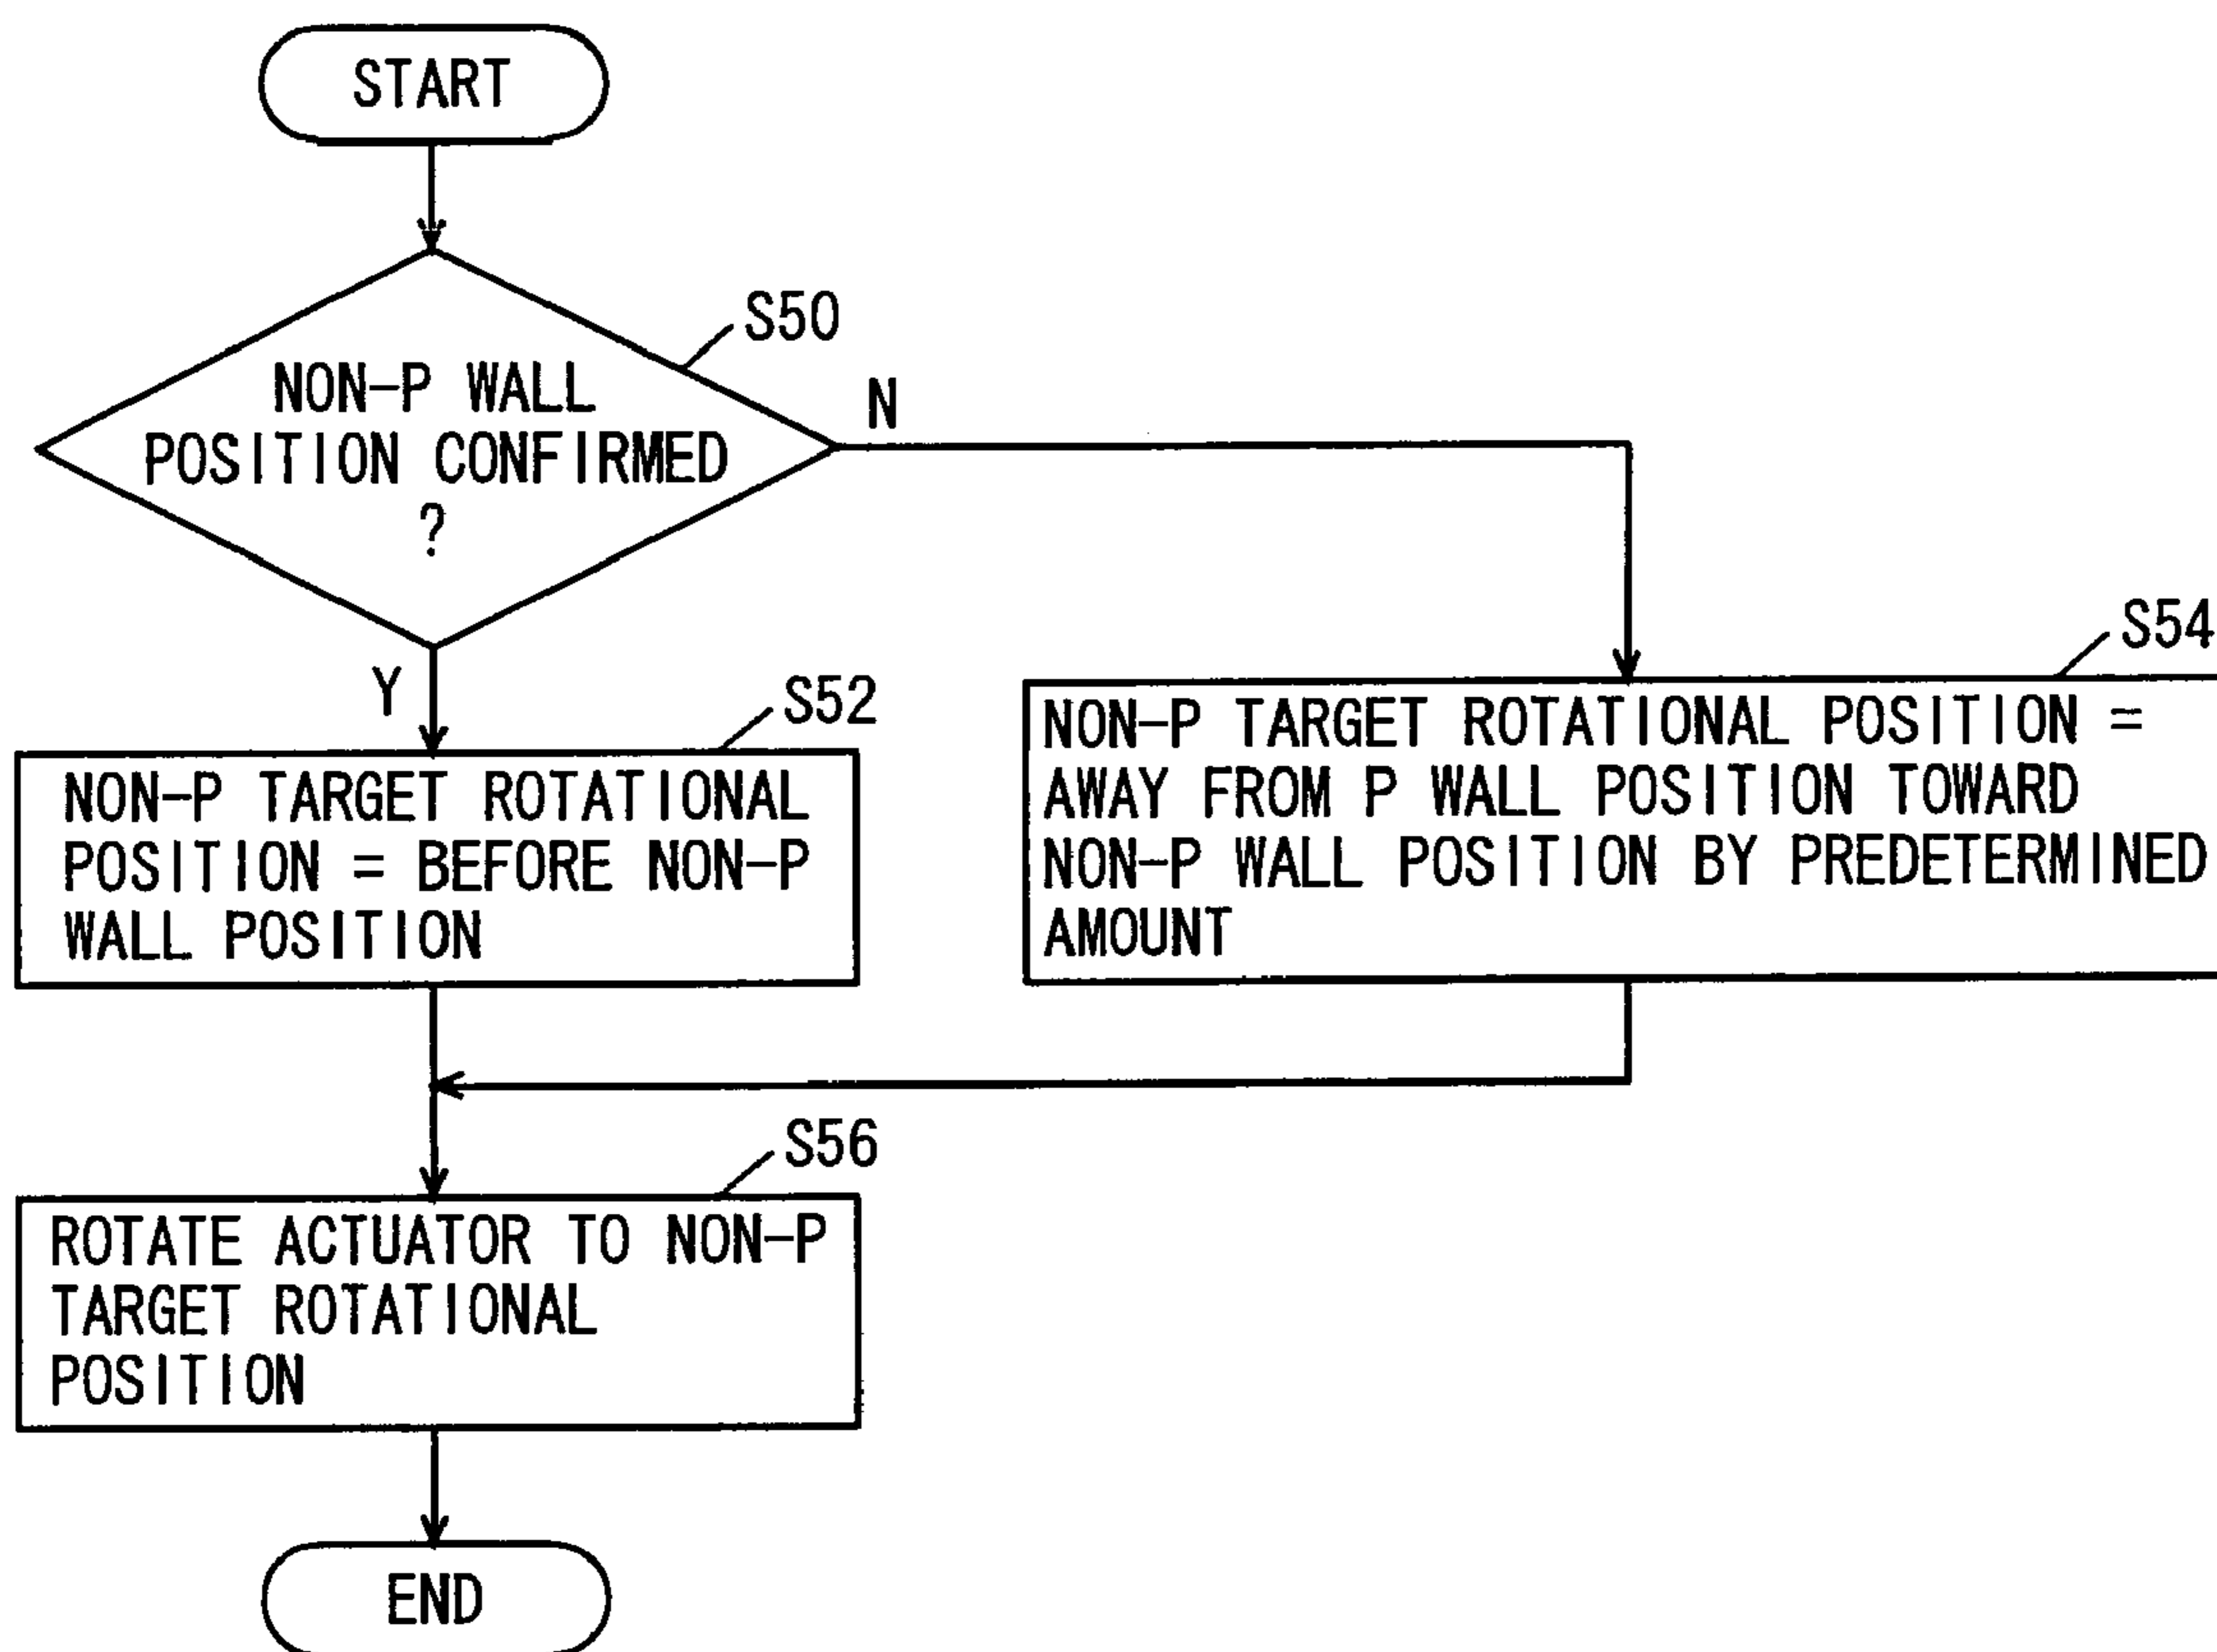 START
S50
NON-P WALL
POSITION CONFIRMED
?
N
Y
S52
NON-P TARGET ROTATIONAL
POSITION = BEFORE NON-P
WALL POSITION
S54
NON-P TARGET ROTATIONAL POSITION =
AWAY FROM P WALL POSITION TOWARD
NON-P WALL POSITION BY PREDETERMINED
AMOUNT
S56
ROTATE ACTUATOR TO NON-P
TARGET ROTATIONAL
POSITION
END